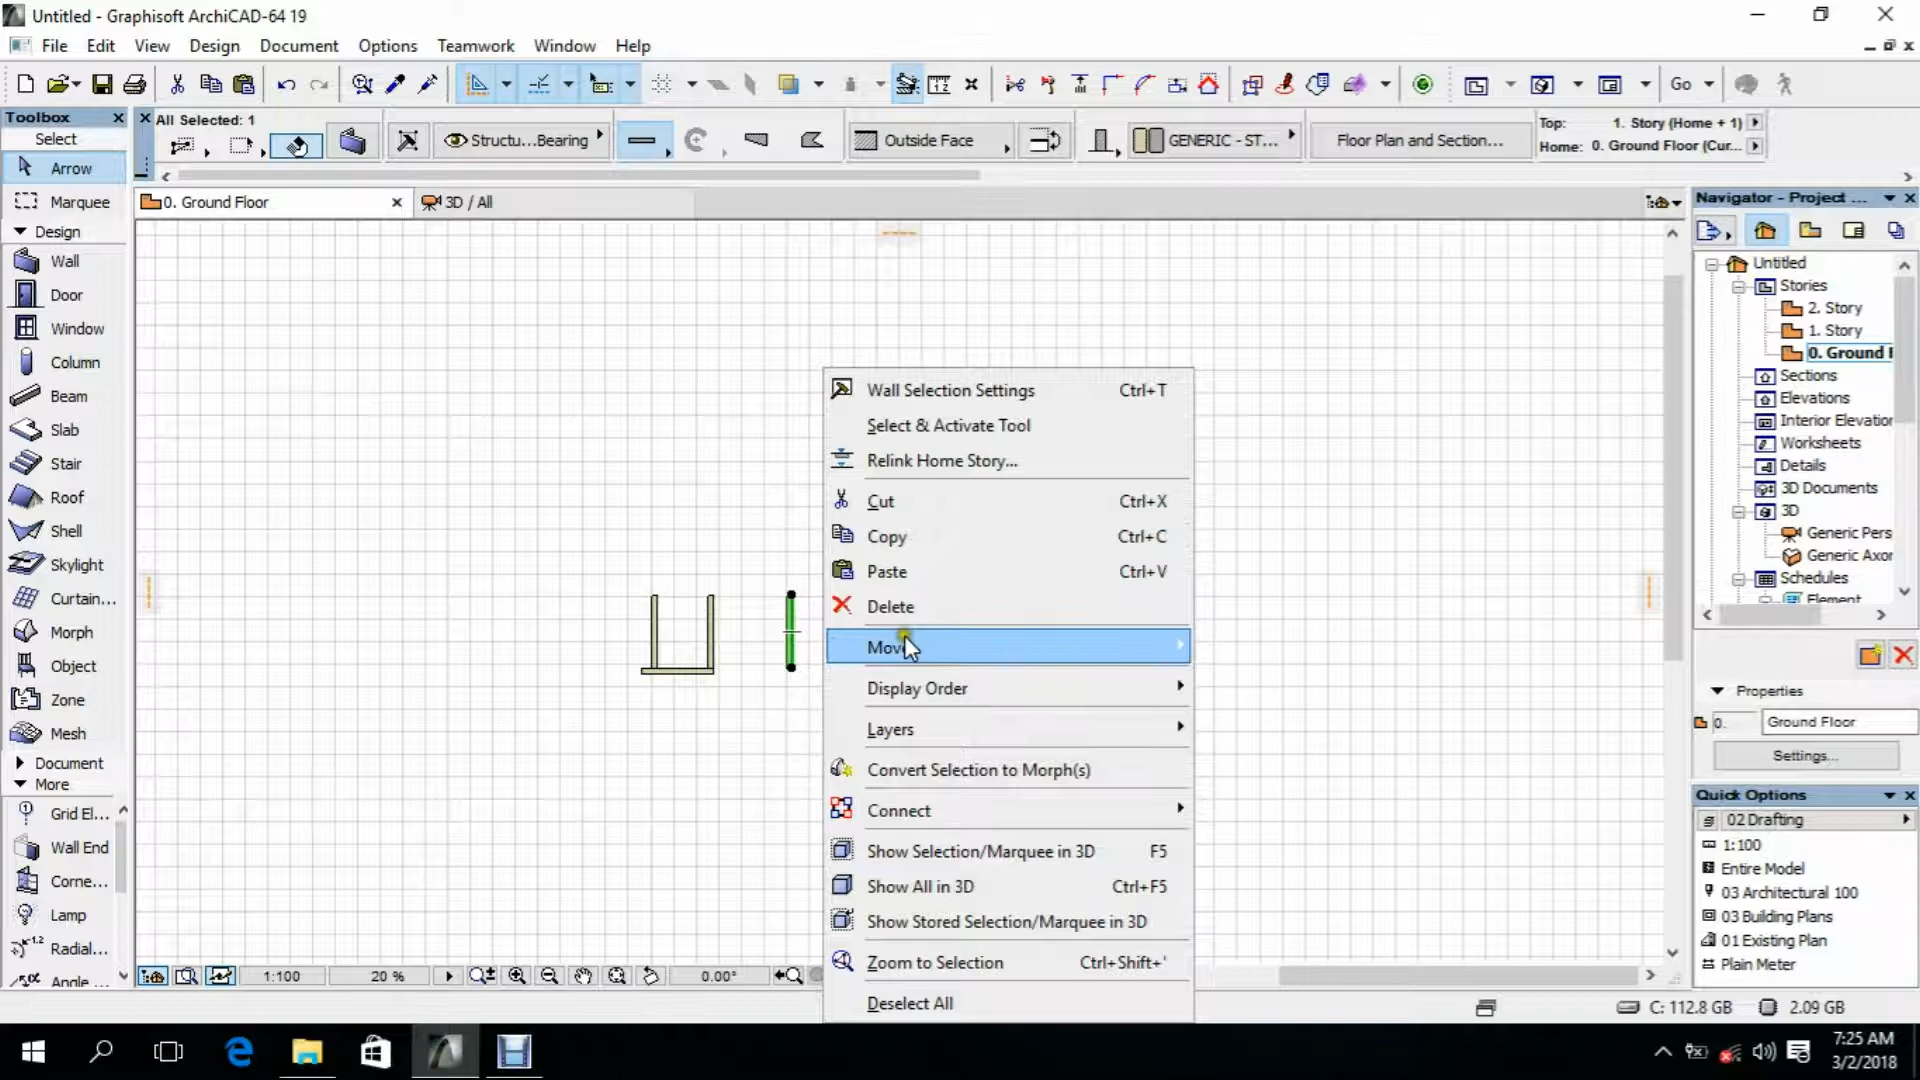 Untitled - Graphisoft ArchiCAD-64 19
File Edit View Design Document Options Teamwork Window Help
Go
Toolbox
Select
Arrow
Marquee
Design
Wall
Door
Window
Column
Beam
Slab
Stair
Roof
Shell
Skylight
Curtain...
Morph
Object
Zone
Mesh
Document
More
Grid El...
Wall End
Corne...
Lamp
Radial...
Angle ...
All Selected: 1
Structu...Bearing
Outside Face
GENERIC - ST...
Floor Plan and Section...
Top: 1. Story (Home + 1)
Home: 0. Ground Floor (Cur...
0. Ground Floor
3D / All
Wall Selection Settings Ctrl+T
Select & Activate Tool
Relink Home Story...
Cut Ctrl+X
Copy Ctrl+C
Paste Ctrl+V
Delete
Move
Display Order
Layers
Convert Selection to Morph(s)
Connect
Show Selection/Marquee in 3D F5
Show All in 3D Ctrl+F5
Show Stored Selection/Marquee in 3D
Zoom to Selection Ctrl+Shift+'
Deselect All
1:100
20 %
0.00°
Navigator - Project ...
Untitled
Stories
2. Story
1. Story
0. Ground F
Sections
Elevations
Interior Elevation
Worksheets
Details
3D Documents
3D
Generic Pers
Generic Axor
Schedules
Element
Properties
0. Ground Floor
Settings...
Quick Options
02 Drafting
1:100
Entire Model
03 Architectural 100
03 Building Plans
01 Existing Plan
Plain Meter
C: 112.8 GB
2.09 GB
7:25 AM
3/2/2018